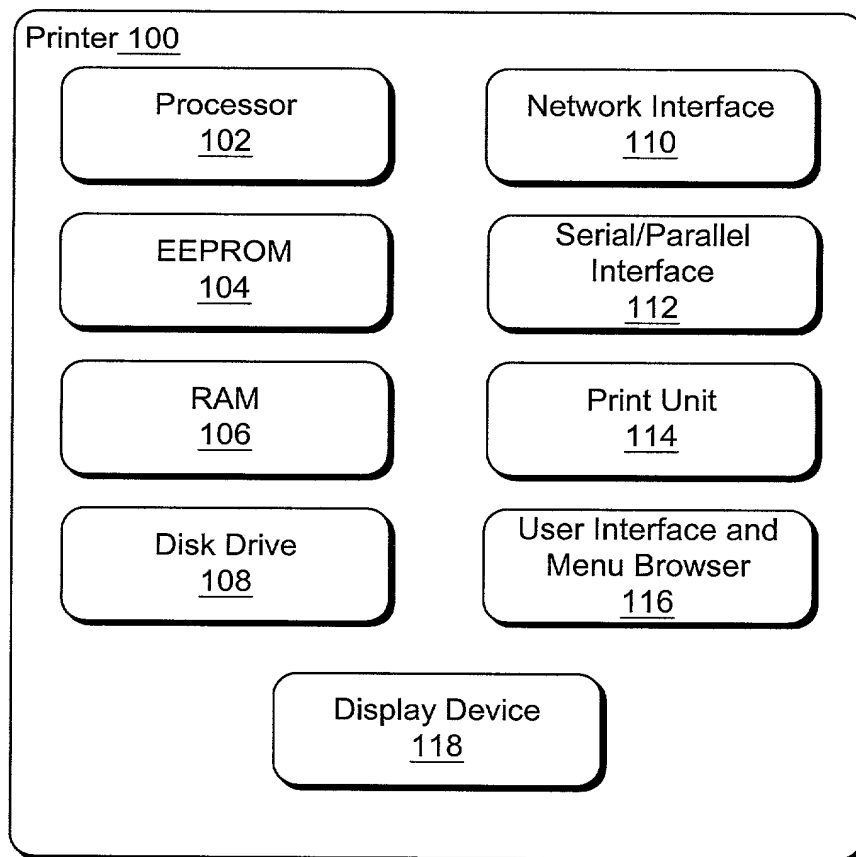 Printer 100
Processor
102
EEPROM
104
RAM
106
Disk Drive
108
Network Interface
110
Serial/Parallel
Interface
112
Print Unit
114
User Interface and
Menu Browser
116
Display Device
118